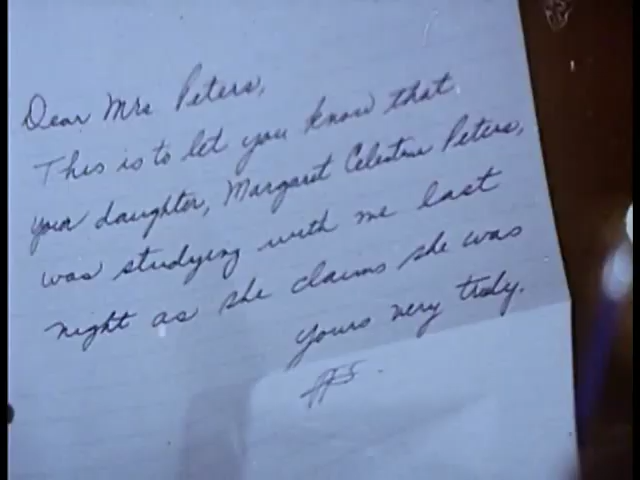 Dear Mrs Peters,
This is to let you know that
your daughter, Margaret Celestine Peters,
was studying with me last
night as she claims she was
Yours very truly.